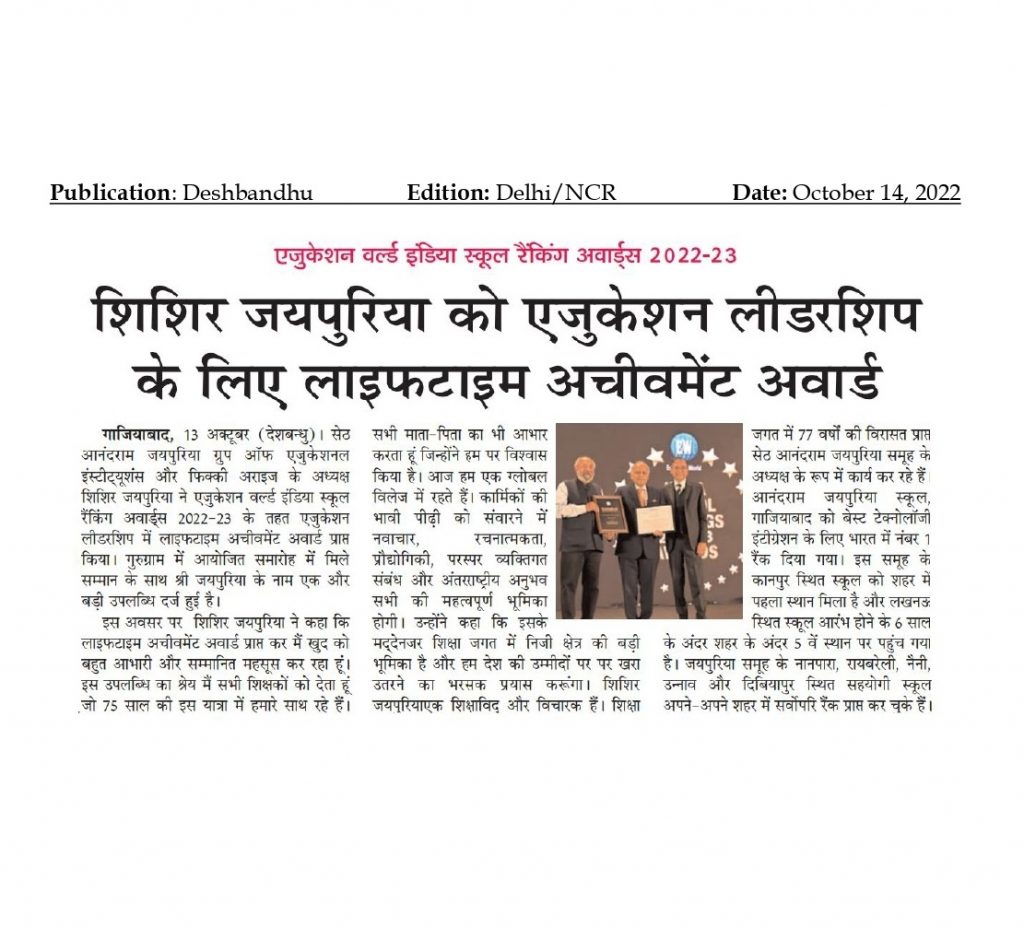 Publication: Deshbandhu Edition: Delhi/NCR Date: October 14, 2022
एजुकेशन वर्ल्ड इंडिया स्कूल रैंकिंग अवार्ड्स 2022-23
शिशिर जयपुरिया को एजुकेशन लीडरशिप
के लिए लाइफटाइम अचीवमेंट अवार्ड
गाजियाबाद, 13 अक्टूबर (देशबन्धु)। सेठ
आनंदराम जयपुरिया ग्रुप ऑफ एजुकेशनल
इंस्टीट्यूशंस और फिक्की अराइज के अध्यक्ष
शिशिर जयपुरिया ने एजुकेशन वर्ल्ड इंडिया स्कूल
रैंकिंग अवार्ड्स 2022-23 के तहत एजुकेशन
लीडरशिप में लाइफटाइम अचीवमेंट अवार्ड प्राप्त
किया। गुरुग्राम में आयोजित समारोह में मिले
सम्मान के साथ श्री जयपुरिया के नाम एक और
बड़ी उपलब्धि दर्ज हुई है।
इस अवसर पर शिशिर जयपुरिया ने कहा कि
लाइफटाइम अचीवमेंट अवार्ड प्राप्त कर मैं खुद को
बहुत आभारी और सम्मानित महसूस कर रहा हूं।
इस उपलब्धि का श्रेय मैं सभी शिक्षकों को देता हूं
जो 75 साल की इस यात्रा में हमारे साथ रहे हैं।
सभी माता-पिता का भी आभार
करता हूं जिन्होंने हम पर विश्वास
किया है। आज हम एक ग्लोबल
विलेज में रहते हैं। कार्मिकों की
भावी पीढ़ी को संवारने में
नवाचार, रचनात्मकता,
प्रौद्योगिकी, परस्पर व्यक्तिगत
संबंध और अंतरराष्ट्रीय अनुभव
सभी की महत्वपूर्ण भूमिका
होगी। उन्होंने कहा कि इसके
मद्देनजर शिक्षा जगत में निजी क्षेत्र की बड़ी
भूमिका है और हम देश की उम्मीदों पर पर खरा
उतरने का भरसक प्रयास करूंगा। शिशिर
जयपुरियाएक शिक्षाविद और विचारक हैं। शिक्षा
जगत में 77 वर्षों की विरासत प्राप्त
सेठ आनंदराम जयपुरिया समूह के
अध्यक्ष के रूप में कार्य कर रहे हैं।
आनंदराम जयपुरिया स्कूल,
गाजियाबाद को बेस्ट टेक्नोलॉजी
इंटीग्रेशन के लिए भारत में नंबर 1
रैंक दिया गया। इस समूह के
कानपुर स्थित स्कूल को शहर में
पहला स्थान मिला है और लखनऊ
स्थित स्कूल आरंभ होने के 6 साल
के अंदर शहर के अंदर 5 वें स्थान पर पहुंच गया
है। जयपुरिया समूह के नानपारा, रायबरेली, नैनी,
उन्नाव और दिबियापुर स्थित सहयोगी स्कूल
अपने-अपने शहर में सर्वोपरि रैंक प्राप्त कर चुके हैं।